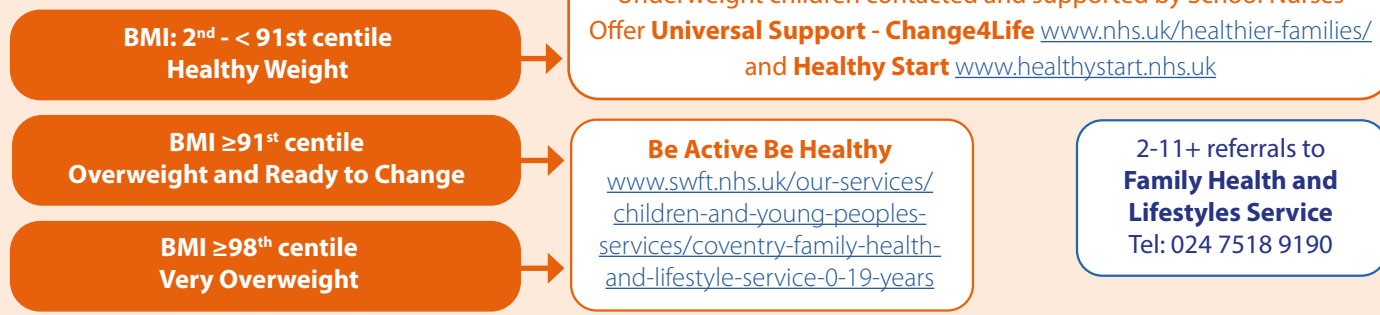 Underweight children contacted and supported by School Nurses
BMI: 2nd - < 91st centile
Healthy Weight
Offer Universal Support - Change4Life www.nhs.uk/healthier-families/
and Healthy Start www.healthystart.nhs.uk
BMI ≥91st centile
Overweight and Ready to Change
BMI ≥98th centile
Very Overweight
Be Active Be Healthy
www.swft.nhs.uk/our-services/
children-and-young-peoples-
services/coventry-family-health-
and-lifestyle-service-0-19-years
2-11+ referrals to
Family Health and
Lifestyles Service
Tel: 024 7518 9190